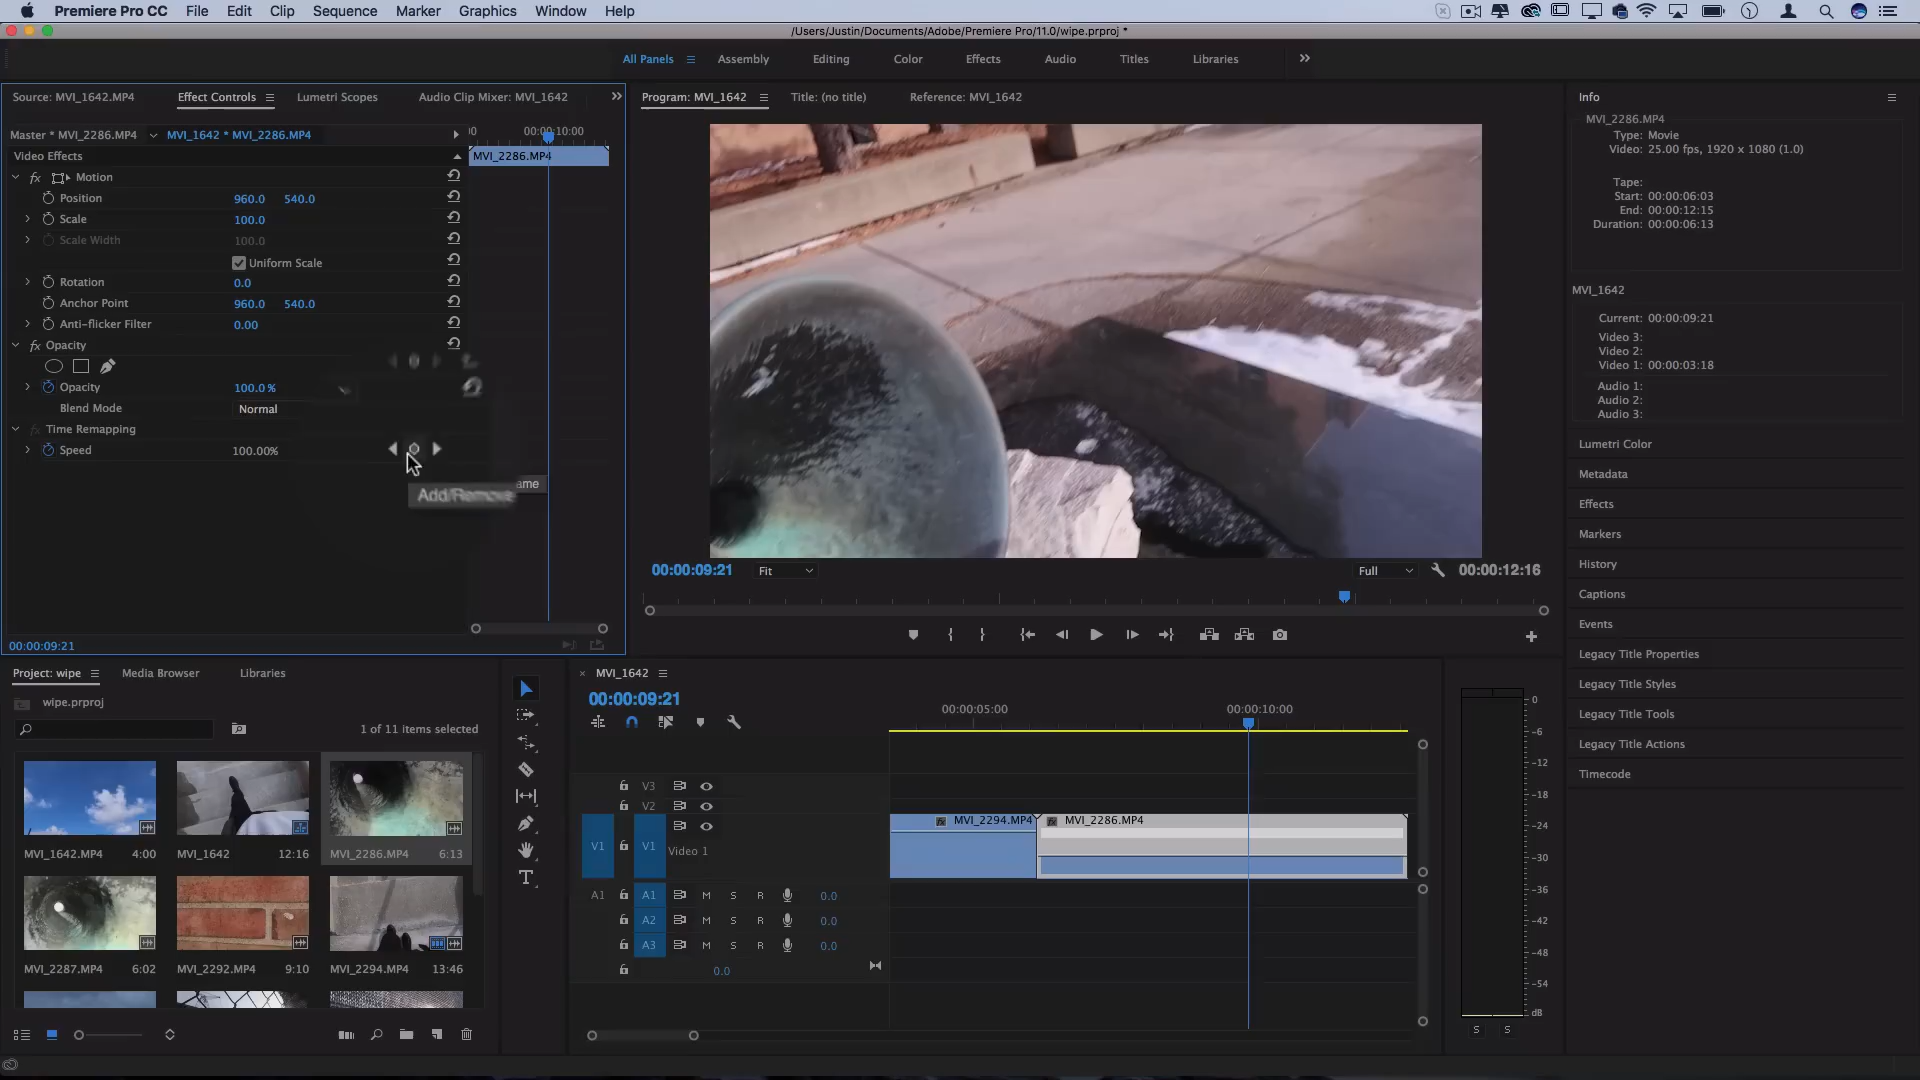 Premiere Pro CC File Edit Clip Sequence Marker Graphics Window Help
/Users/Justin/Documents/Adobe/Premiere Pro/11.0/wipe.prproj *
All Panels Assembly Editing Color Effects Audio Titles Libraries
Source: MVI_1642.MP4 Effect Controls Lumetri Scopes Audio Clip Mixer: MVI_1642
Program: MVI_1642 Title: (no title) Reference: MVI_1642
Info
Master * MVI_2286.MP4 MVI_1642 * MVI_2286.MP4 00:00:10:00
Video Effects MVI_2286.MP4
Motion
Position 960.0 540.0
Scale 100.0
Scale Width 100.0
Uniform Scale
Rotation 0.0
Anchor Point 960.0 540.0
Anti-flicker Filter 0.00
fx Opacity
Opacity 100.0 %
Blend Mode Normal
Time Remapping
Speed 100.00%
Add/Remove
ame
00:00:09:21
00:00:09:21 Fit Full 00:00:12:16
MVI_2286.MP4
Type: Movie
Video: 25.00 fps, 1920 x 1080 (1.0)
Tape:
Start: 00:00:06:03
End: 00:00:12:15
Duration: 00:00:06:13
MVI_1642
Current: 00:00:09:21
Video 3:
Video 2:
Video 1: 00:00:03:18
Audio 1:
Audio 2:
Audio 3:
Lumetri Color
Metadata
Effects
Markers
History
Captions
Events
Legacy Title Properties
Legacy Title Styles
Legacy Title Tools
Legacy Title Actions
Timecode
Project: wipe Media Browser Libraries
wipe.prproj
1 of 11 items selected
MVI_1642.MP4 4:00 MVI_1642 12:16 MVI_2286.MP4 6:13
MVI_2287.MP4 6:02 MVI_2292.MP4 9:10 MVI_2294.MP4 13:46
T
× MVI_1642
00:00:09:21
00:00:05:00 00:00:10:00
V3
V2
V1 V1 Video 1
MVI_2294.MP4 MVI_2286.MP4
A1 A1 M S R 0.0
A2 M S R 0.0
A3 M S R 0.0
0.0
0
-6
-12
-18
-24
-30
-36
-42
-48
-54
dB
S S